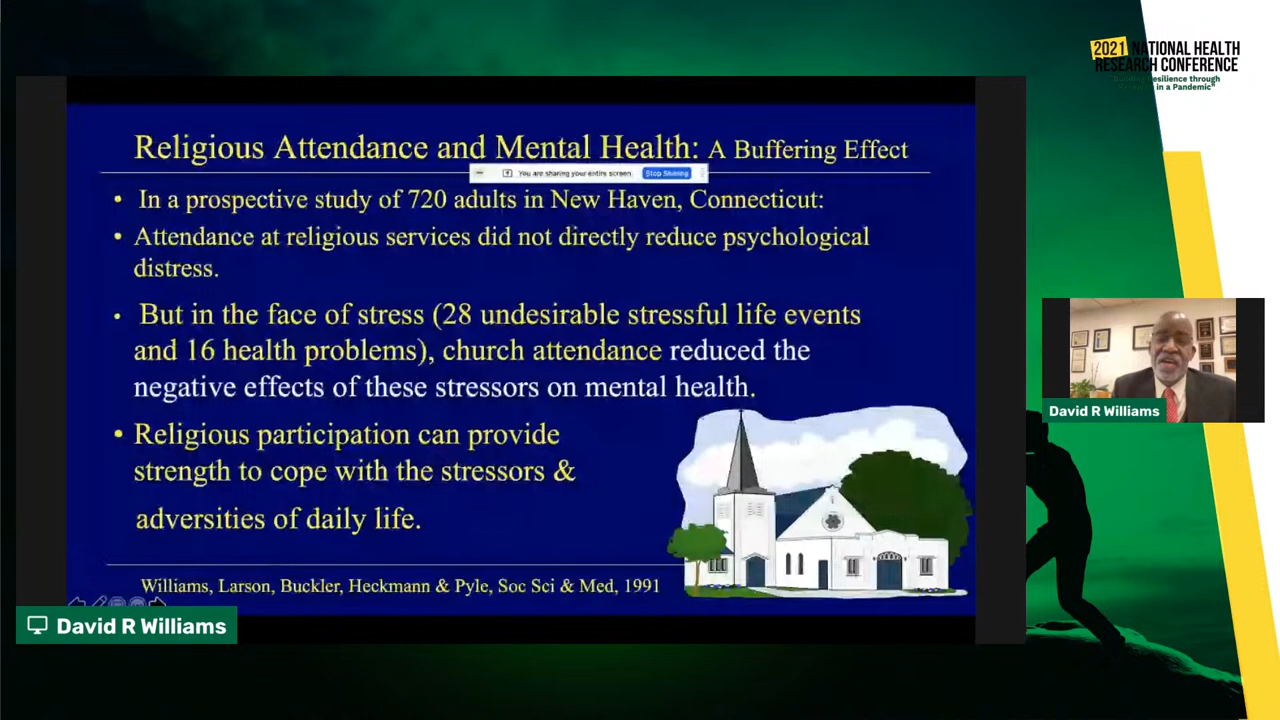 2021 NATIONAL HEALTH
RESEARCH CONFERENCE
resilience through
in a Pandemic"
Religious Attendance and Mental Health: A Buffering Effect
You are sharing your entire screen
Stop Sharing
• In a prospective study of 720 adults in New Haven, Connecticut:
• Attendance at religious services did not directly reduce psychological
distress.
• But in the face of stress (28 undesirable stressful life events
and 16 health problems), church attendance reduced the
negative effects of these stressors on mental health.
• Religious participation can provide
strength to cope with the stressors &
adversities of daily life.
Williams, Larson, Buckler, Heckmann & Pyle, Soc Sci & Med, 1991
David R Williams
David R Williams